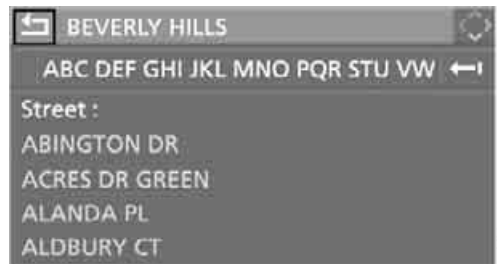 BEVERLY HILLS
ABC DEF GHI JKL MNO PQR STU VW
Street :
ABINGTON DR
ACRES DR GREEN
ALANDA PL
ALDBURY CT